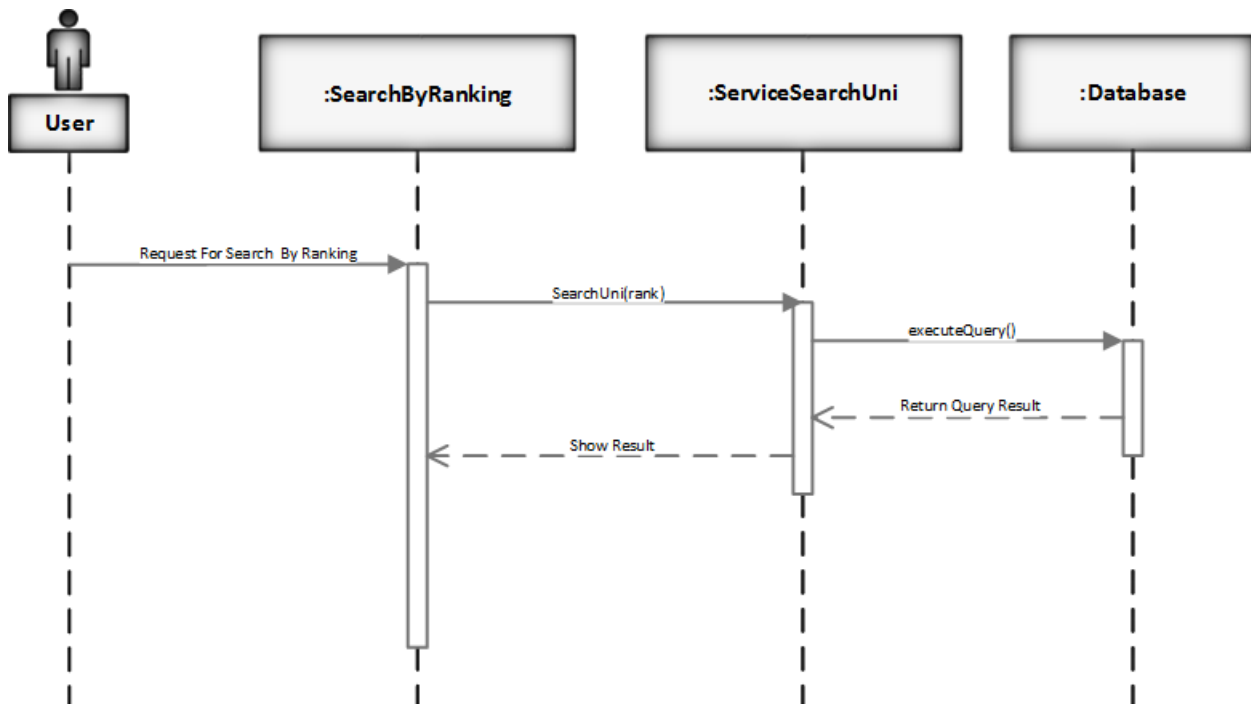 User
:SearchByRanking
:ServiceSearchUni
:Database
Request For Search By Ranking
SearchUni(rank)
executeQuery()
Return Query Result
Show Result